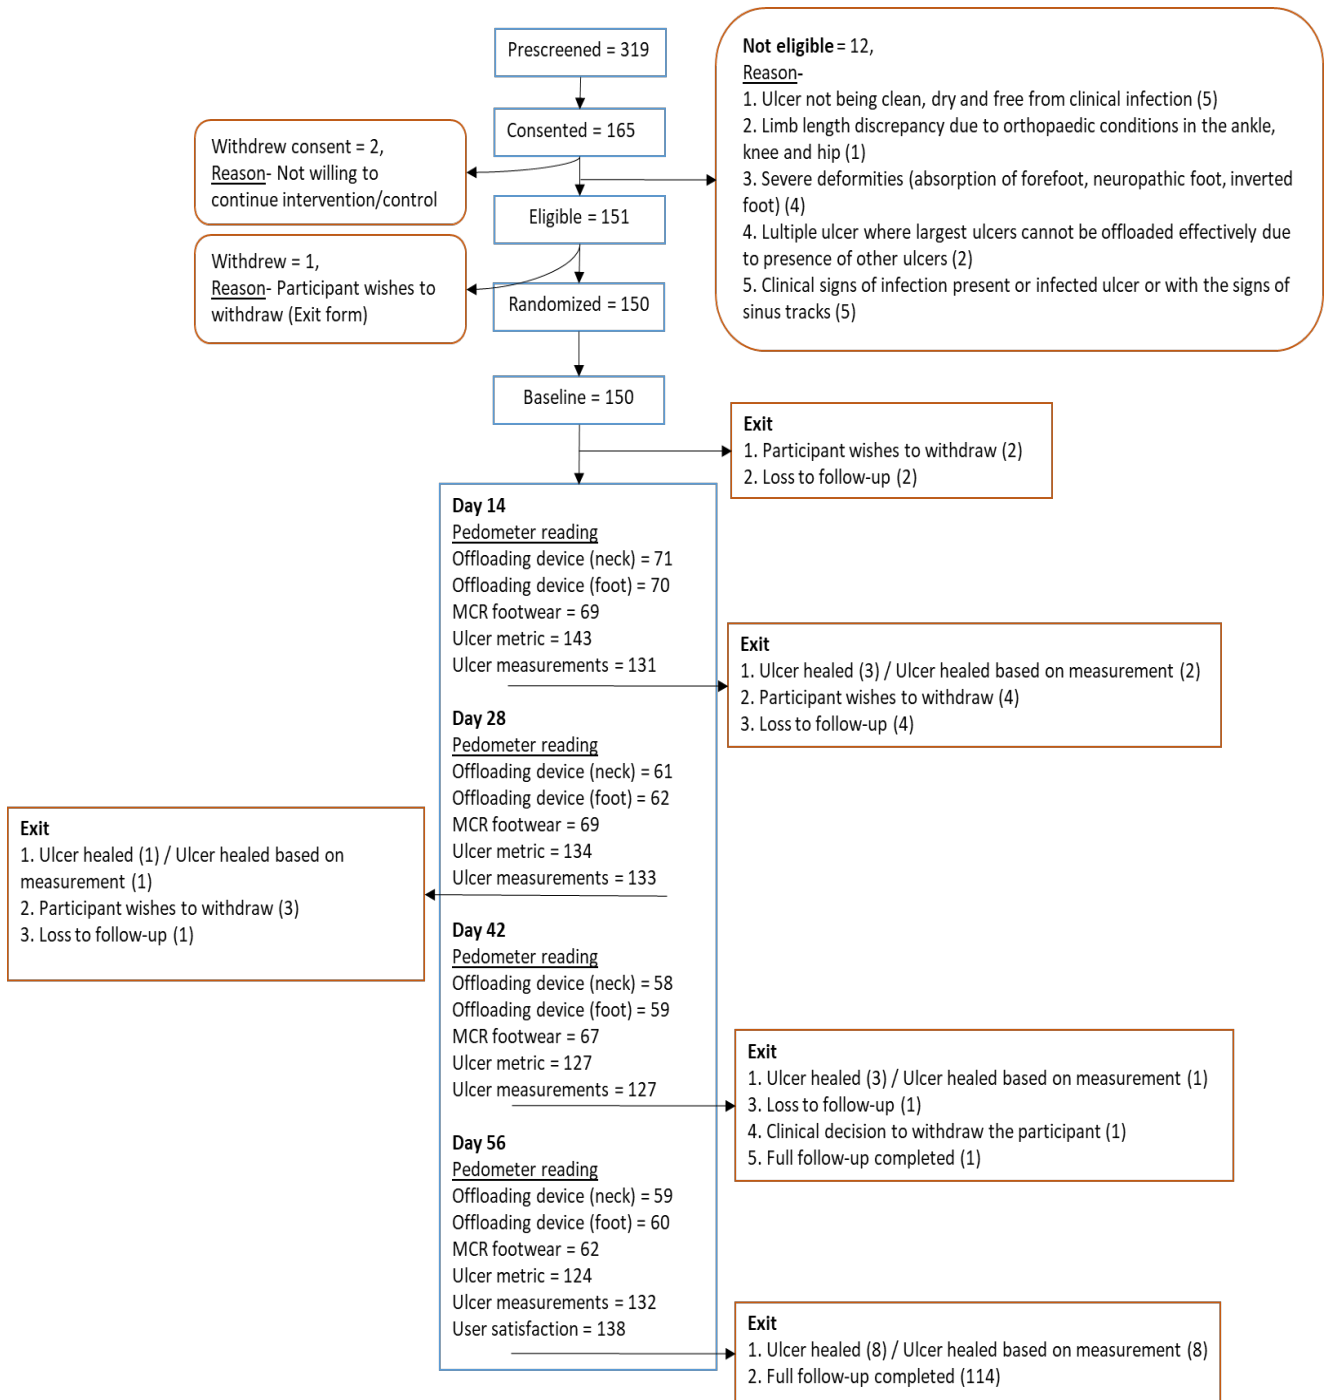 Prescreened = 319
Not eligible = 12,
Reason-
1. Ulcer not being clean, dry and free from clinical infection (5)
2. Limb length discrepancy due to orthopaedic conditions in the ankle,
knee and hip (1)
3. Severe deformities (absorption of forefoot, neuropathic foot, inverted
foot) (4)
4. Lultiple ulcer where largest ulcers cannot be offloaded effectively due
to presence of other ulcers (2)
5. Clinical signs of infection present or infected ulcer or with the signs of
sinus tracks (5)
Consented = 165
Withdrew consent = 2,
Reason- Not willing to
continue intervention/control
Eligible = 151
Withdrew = 1,
Reason- Participant wishes to
withdraw (Exit form)
Randomized = 150
Baseline = 150
Exit
1. Participant wishes to withdraw (2)
2. Loss to follow-up (2)
Day 14
Pedometer reading
Offloading device (neck) = 71
Offloading device (foot) = 70
MCR footwear = 69
Ulcer metric = 143
Ulcer measurements = 131
Exit
1. Ulcer healed (3) / Ulcer healed based on measurement (2)
2. Participant wishes to withdraw (4)
3. Loss to follow-up (4)
Day 28
Pedometer reading
Offloading device (neck) = 61
Offloading device (foot) = 62
MCR footwear = 69
Ulcer metric = 134
Ulcer measurements = 133
Exit
1. Ulcer healed (1) / Ulcer healed based on
measurement (1)
2. Participant wishes to withdraw (3)
3. Loss to follow-up (1)
Day 42
Pedometer reading
Offloading device (neck) = 58
Offloading device (foot) = 59
MCR footwear = 67
Ulcer metric = 127
Ulcer measurements = 127
Exit
1. Ulcer healed (3) / Ulcer healed based on measurement (1)
3. Loss to follow-up (1)
4. Clinical decision to withdraw the participant (1)
5. Full follow-up completed (1)
Day 56
Pedometer reading
Offloading device (neck) = 59
Offloading device (foot) = 60
MCR footwear = 62
Ulcer metric = 124
Ulcer measurements = 132
User satisfaction = 138
Exit
1. Ulcer healed (8) / Ulcer healed based on measurement (8)
2. Full follow-up completed (114)